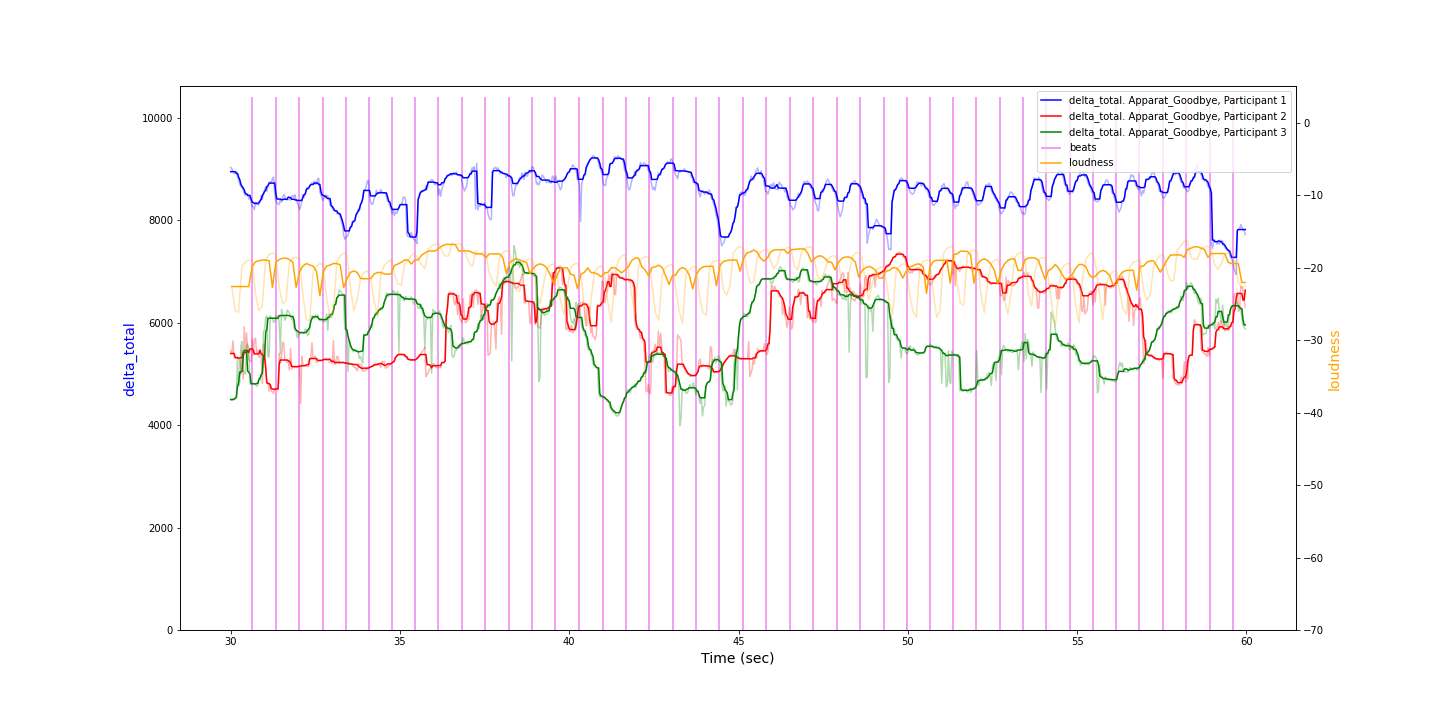 delta_total. Apparat_Goodbye, Participant 1
delta_total. Apparat_Goodbye, Participant 2
delta_total. Apparat_Goodbye, Participant 3
beats
loudness
10000
8000
6000
4000
2000
0
delta_total
0
−10
−20
−30
−40
−50
−60
−70
loudness
30 35 40 45 50 55 60
Time (sec)